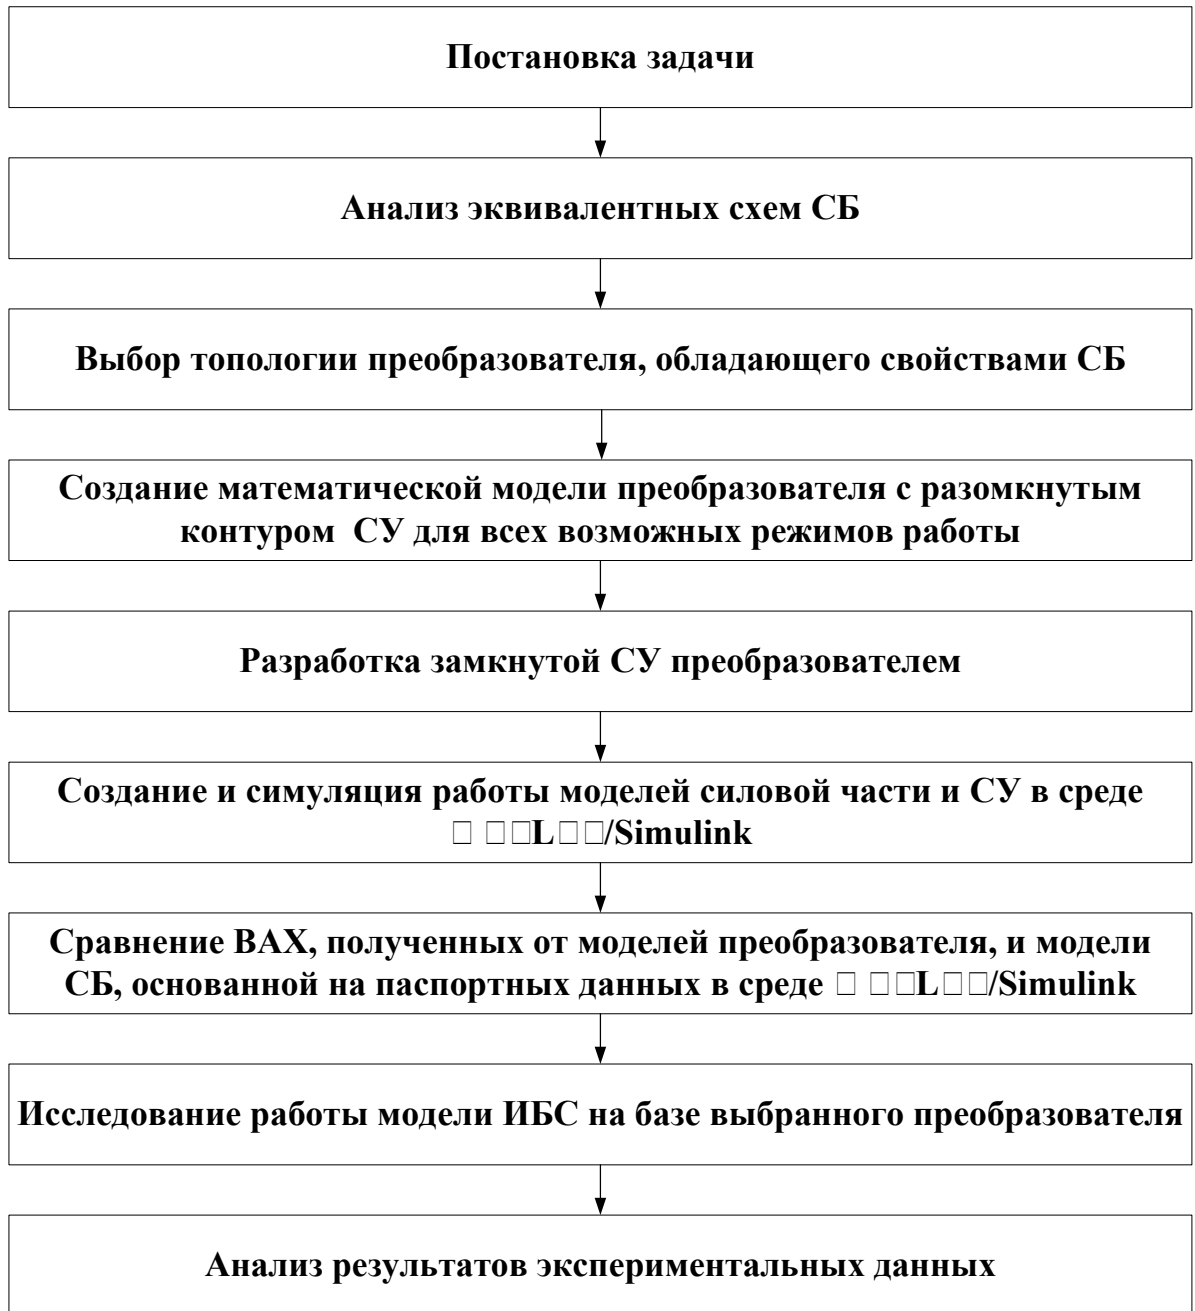 Постановка задачи
Анализ эквивалентных схем СБ
Выбор топологии преобразователя, обладающего свойствами СБ
Создание математической модели преобразователя с разомкнутым
контуром СУ для всех возможных режимов работы
Разработка замкнутой СУ преобразователем
Создание и симуляция работы моделей силовой части и СУ в среде
□ □□L□□/Simulink
Сравнение ВАХ, полученных от моделей преобразователя, и модели
СБ, основанной на паспортных данных в среде □ □□L□□/Simulink
Исследование работы модели ИБС на базе выбранного преобразователя
Анализ результатов экспериментальных данных